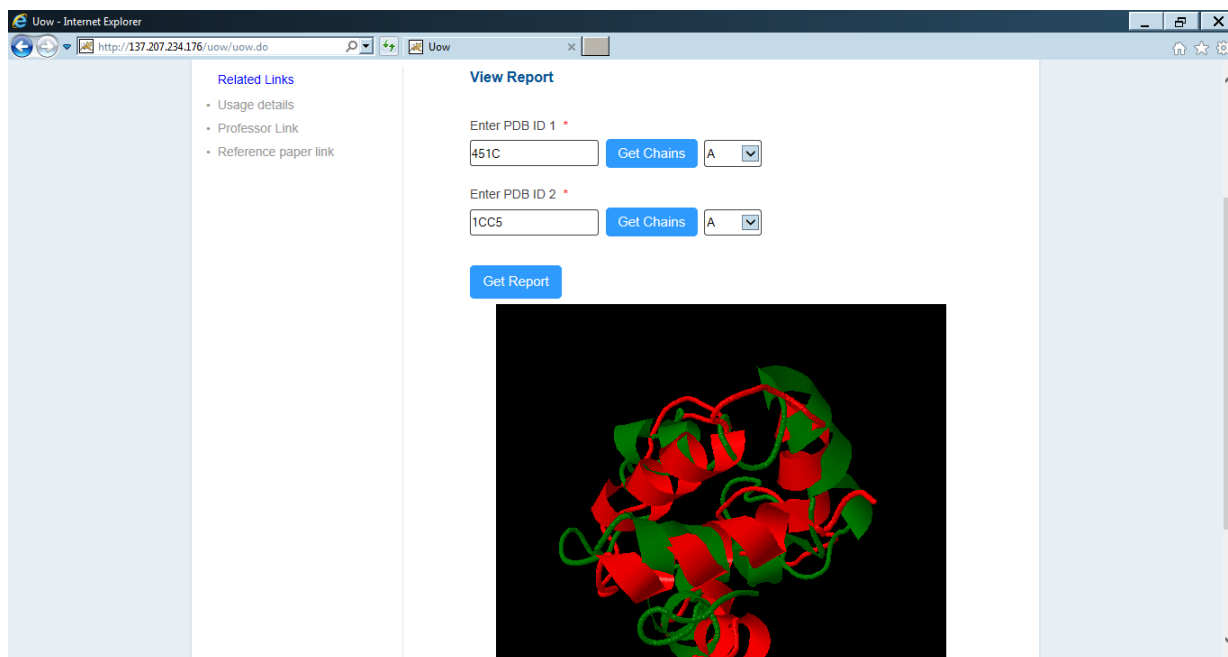 Uow - Internet Explorer
http://137.207.234.176/uow/uow.do
Uow
Related Links
Usage details
Professor Link
Reference paper link
View Report
Enter PDB ID 1 *
451C Get Chains A
Enter PDB ID 2 *
1CC5 Get Chains A
Get Report